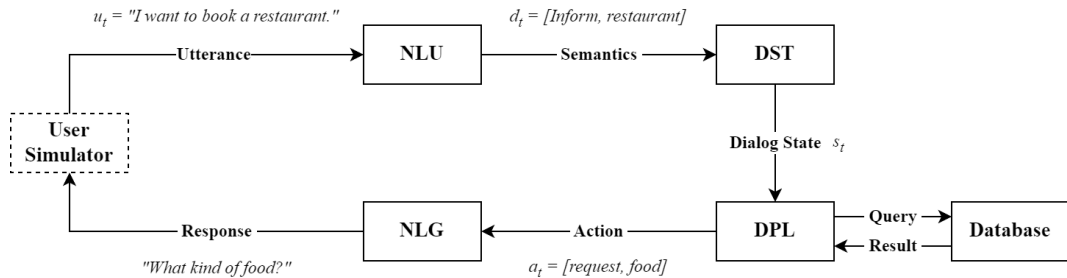 u_t = "I want to book a restaurant."
d_t = [Inform, restaurant]
Utterance
NLU
Semantics
DST
User
Simulator
Dialog State s_t
Response
NLG
Action
DPL
Query
Result
Database
"What kind of food?"
a_t = [request, food]